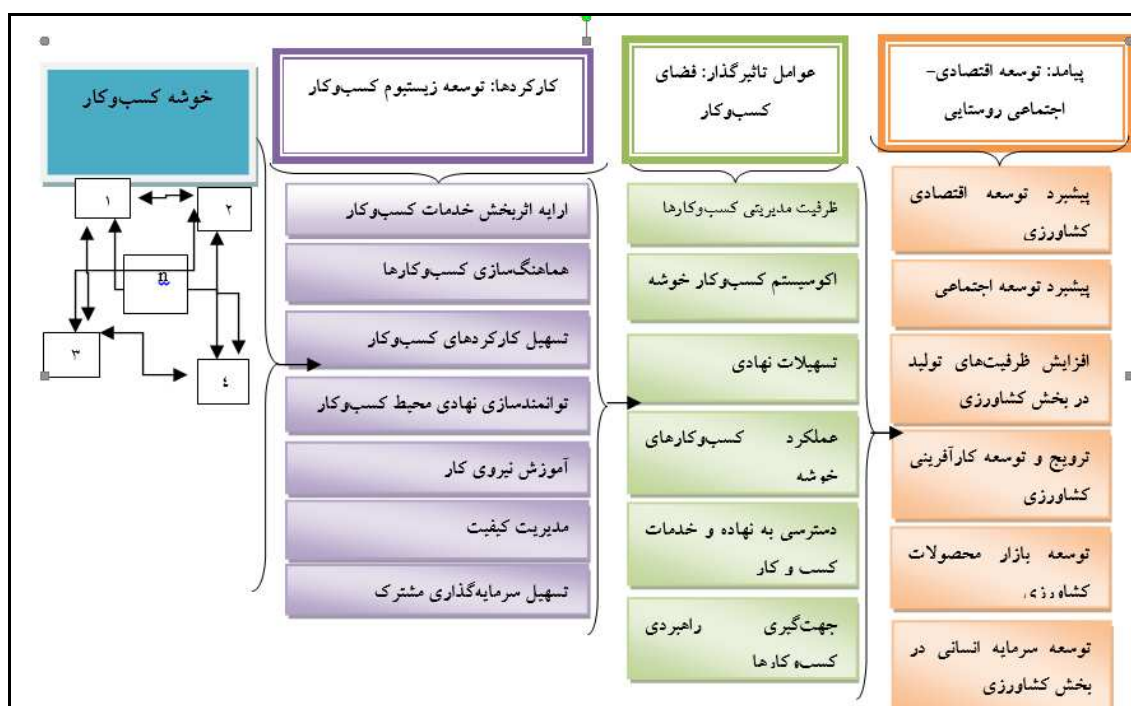 خوشه کسب‌وکار
۱
۲
n
۳
۴
کارکردها: توسعه زیستبوم کسب‌وکار
ارایه اثربخش خدمات کسب‌وکار
هماهنگ‌سازی کسب‌وکارها
تسهیل کارکردهای کسب‌وکار
توانمندسازی نهادی محیط کسب‌وکار
آموزش نیروی کار
مدیریت کیفیت
تسهیل سرمایه‌گذاری مشترک
عوامل تاثیرگذار: فضای
کسب‌وکار
ظرفیت مدیریتی کسب‌وکارها
اکوسیستم کسب‌وکار خوشه
تسهیلات نهادی
عملکرد کسب‌وکارهای
خوشه
دسترسی به نهاده و خدمات
کسب و کار
جهت‌گیری راهبردی
کسب‌وکارها
پیامد: توسعه اقتصادی-
اجتماعی روستایی
پیشبرد توسعه اقتصادی
کشاورزی
پیشبرد توسعه اجتماعی
افزایش ظرفیت‌های تولید
در بخش کشاورزی
ترویج و توسعه کارآفرینی
کشاورزی
توسعه بازار محصولات
کشاورزی
توسعه سرمایه انسانی در
بخش کشاورزی